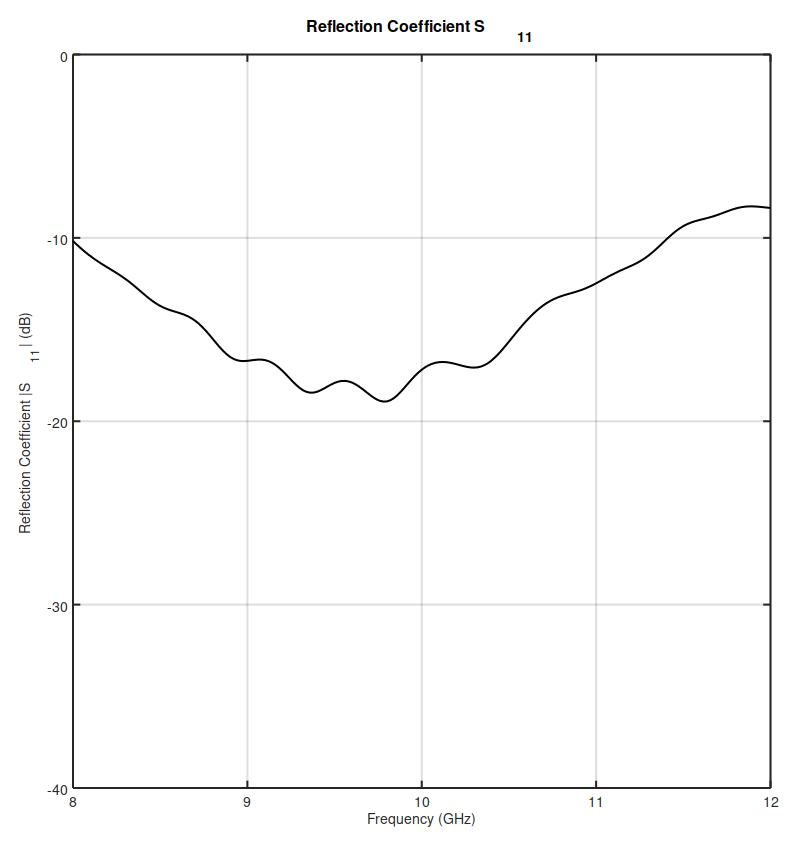 Reflection Coefficient S
11
0
-10
-20
-30
-40
Reflection Coefficient |S
11
| (dB)
8 9 10 11 12
Frequency (GHz)